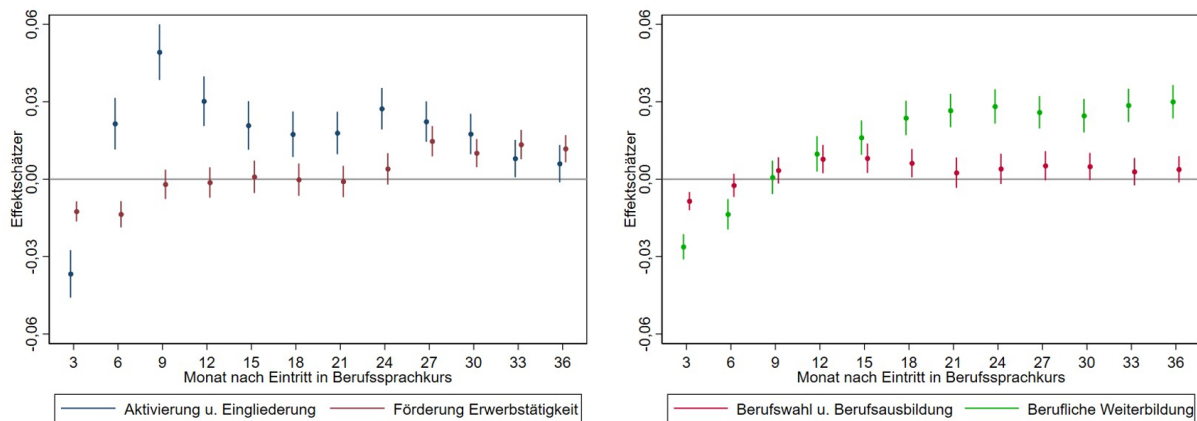 Effektschätzer
0,06
0,03
0,00
-0,03
-0,06
3 6 9 12 15 18 21 24 27 30 33 36
Monat nach Eintritt in Berufssprachkurs
Aktivierung u. Eingliederung Förderung Erwerbstätigkeit
Effektschätzer
0,06
0,03
0,00
-0,03
-0,06
3 6 9 12 15 18 21 24 27 30 33 36
Monat nach Eintritt in Berufssprachkurs
Berufswahl u. Berufsausbildung Berufliche Weiterbildung